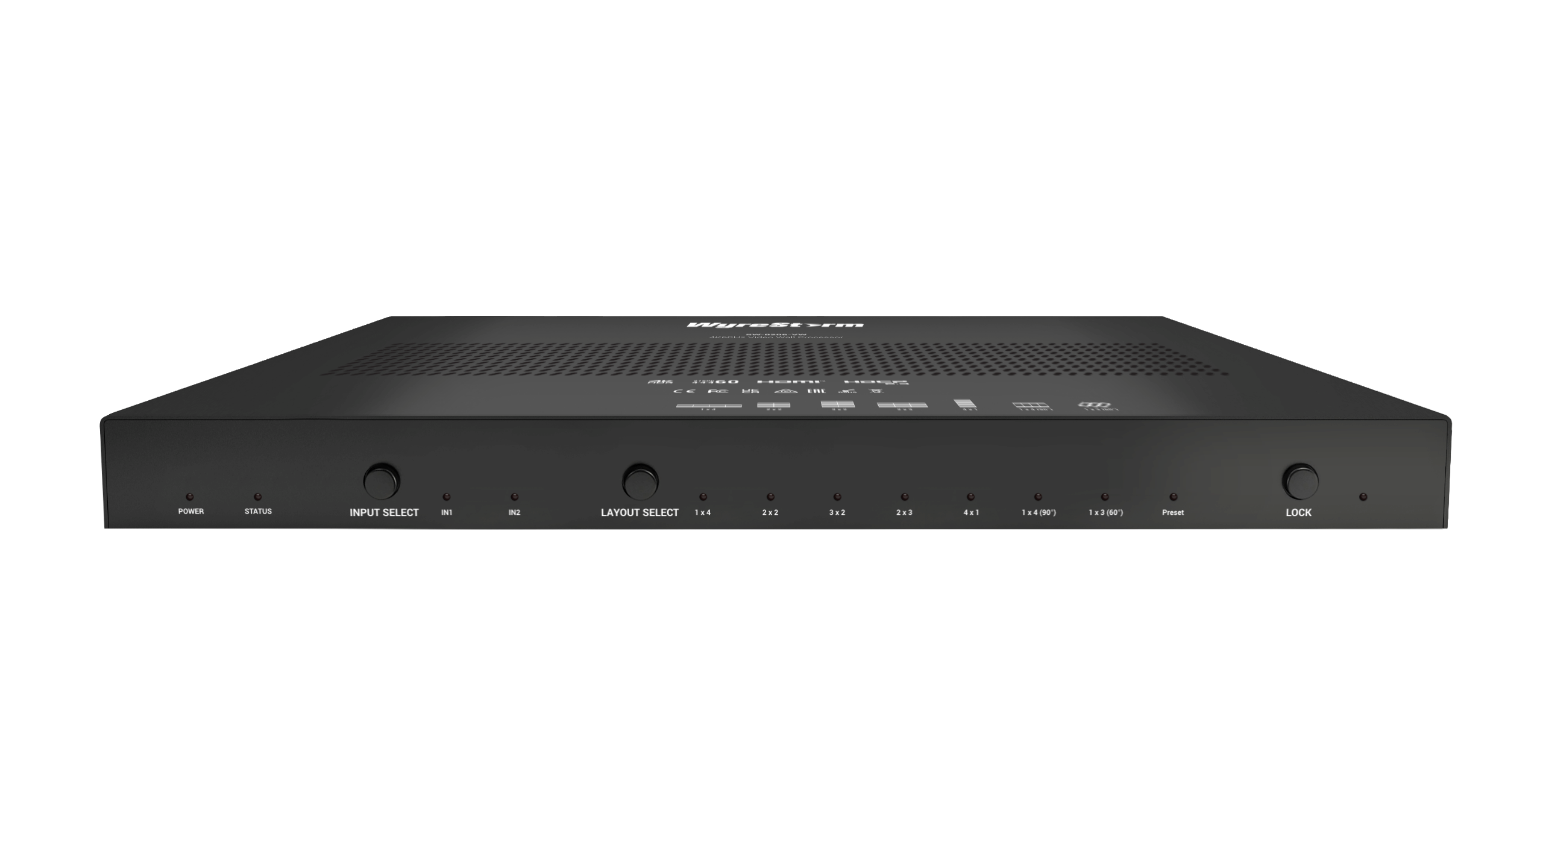 WyreStorm
HDMI
POWER
STATUS
INPUT SELECT
IN1
IN2
LAYOUT SELECT
1 x 4
2 x 2
3 x 2
2 x 3
4 x 1
1 x 4 (90°)
1 x 3 (60°)
Preset
LOCK